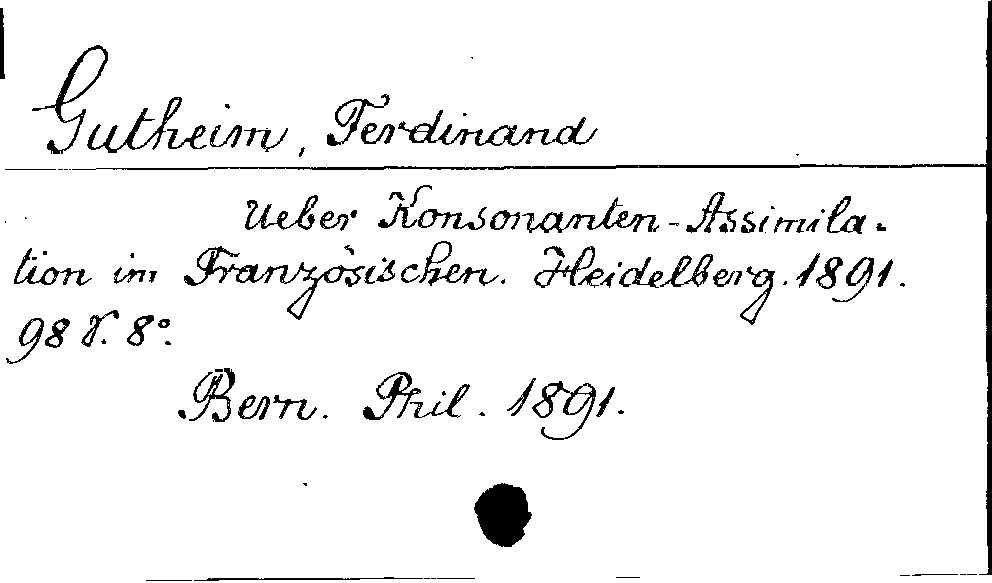 Gutheim, Ferdinand
Ueber Konsonanten-Assimila-
tion im Französischen. Heidelberg. 1891.
98 S. 8°.
Bern. Phil. 1891.